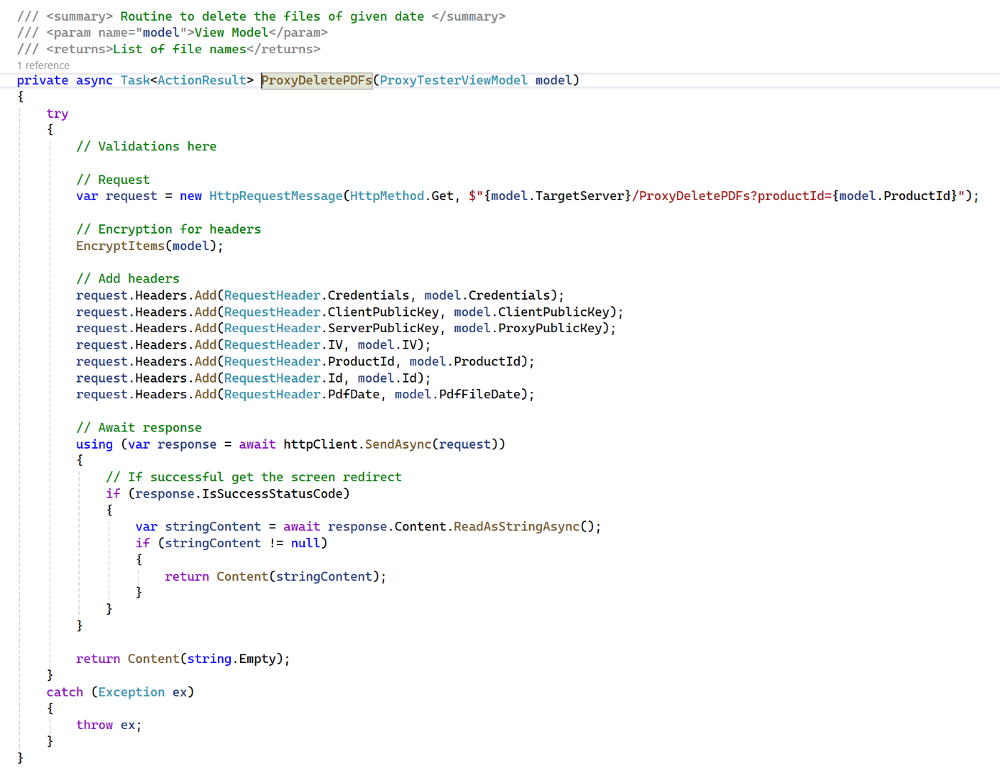 /// <summary> Routine to delete the files of given date </summary>
/// <param name="model">View Model</param>
/// <returns>List of file names</returns>
1 reference
private async Task<ActionResult> ProxyDeletePDFs(ProxyTesterViewModel model)
{
    try
    {
        // Validations here

        // Request
        var request = new HttpRequestMessage(HttpMethod.Get, $"{model.TargetServer}/ProxyDeletePDFs?productId={model.ProductId}");

        // Encryption for headers
        EncryptItems(model);

        // Add headers
        request.Headers.Add(RequestHeader.Credentials, model.Credentials);
        request.Headers.Add(RequestHeader.ClientPublicKey, model.ClientPublicKey);
        request.Headers.Add(RequestHeader.ServerPublicKey, model.ProxyPublicKey);
        request.Headers.Add(RequestHeader.IV, model.IV);
        request.Headers.Add(RequestHeader.ProductId, model.ProductId);
        request.Headers.Add(RequestHeader.Id, model.Id);
        request.Headers.Add(RequestHeader.PdfDate, model.PdfFileDate);

        // Await response
        using (var response = await httpClient.SendAsync(request))
        {
            // If successful get the screen redirect
            if (response.IsSuccessStatusCode)
            {
                var stringContent = await response.Content.ReadAsStringAsync();
                if (stringContent != null)
                {
                    return Content(stringContent);
                }
            }
        }

        return Content(string.Empty);
    }
    catch (Exception ex)
    {
        throw ex;
    }
}